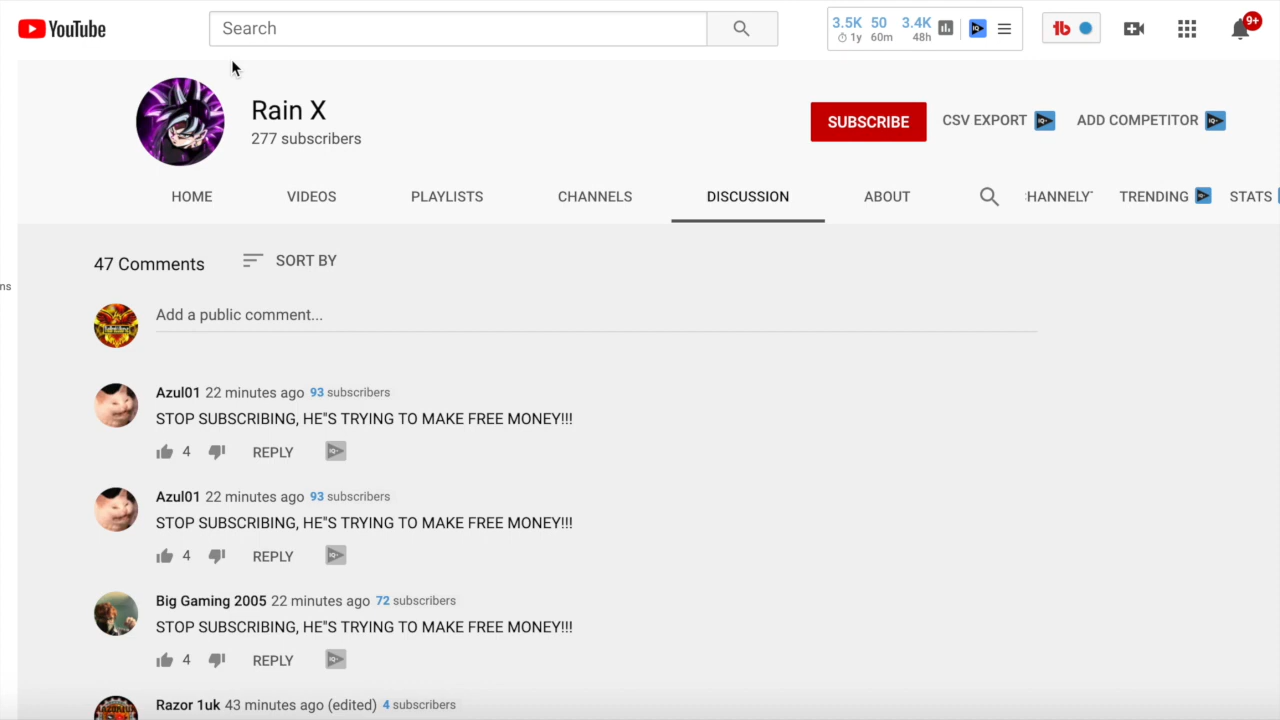 YouTube
Search
3.5K 50 3.4K
1y 60m 48h
9+
Rain X
277 subscribers
SUBSCRIBE
CSV EXPORT
ADD COMPETITOR
HOME VIDEOS PLAYLISTS CHANNELS DISCUSSION ABOUT HANNELY TRENDING STATS
47 Comments
SORT BY
ns
Add a public comment...
Azul01 22 minutes ago 93 subscribers
STOP SUBSCRIBING, HE"S TRYING TO MAKE FREE MONEY!!!
4 REPLY
Azul01 22 minutes ago 93 subscribers
STOP SUBSCRIBING, HE"S TRYING TO MAKE FREE MONEY!!!
4 REPLY
Big Gaming 2005 22 minutes ago 72 subscribers
STOP SUBSCRIBING, HE"S TRYING TO MAKE FREE MONEY!!!
4 REPLY
Razor 1uk 43 minutes ago (edited) 4 subscribers